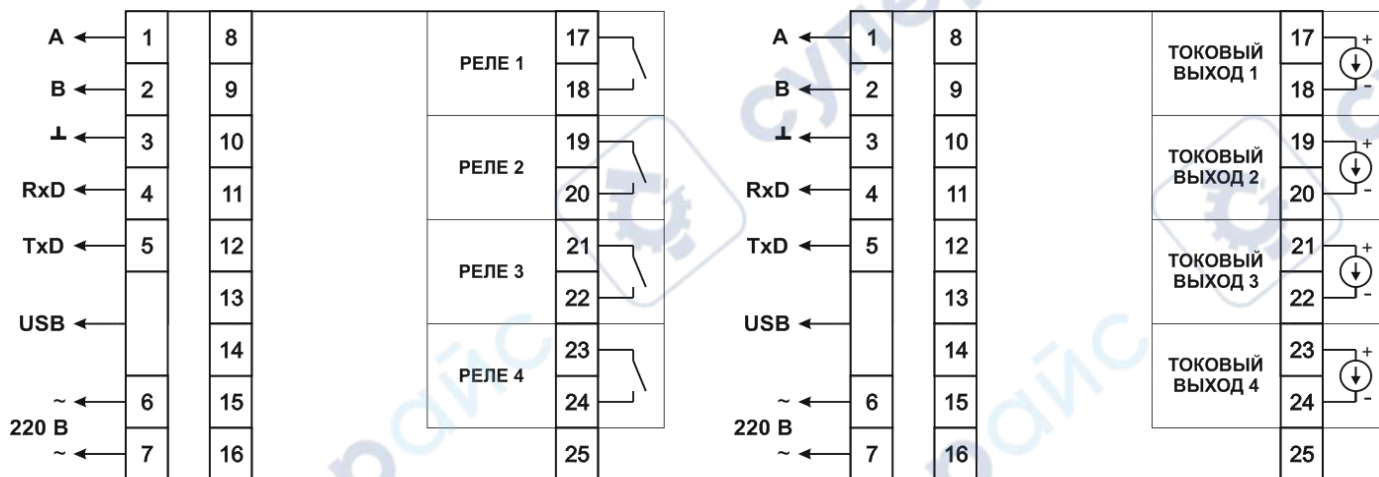 A 1 8 17
РЕЛЕ 1
B 2 9 18
⊥ 3 10 19
РЕЛЕ 2
RxD 4 11 20
TxD 5 12 21
РЕЛЕ 3
13 22
USB
14 23
РЕЛЕ 4
~ 6 15 24
220 В
~ 7 16 25
A 1 8 17 +
ТОКОВЫЙ
ВЫХОД 1
B 2 9 18 -
⊥ 3 10 19 +
ТОКОВЫЙ
ВЫХОД 2
RxD 4 11 20 -
TxD 5 12 21 +
ТОКОВЫЙ
ВЫХОД 3
13 22 -
USB
14 23 +
ТОКОВЫЙ
ВЫХОД 4
~ 6 15 24 -
220 В
~ 7 16 25